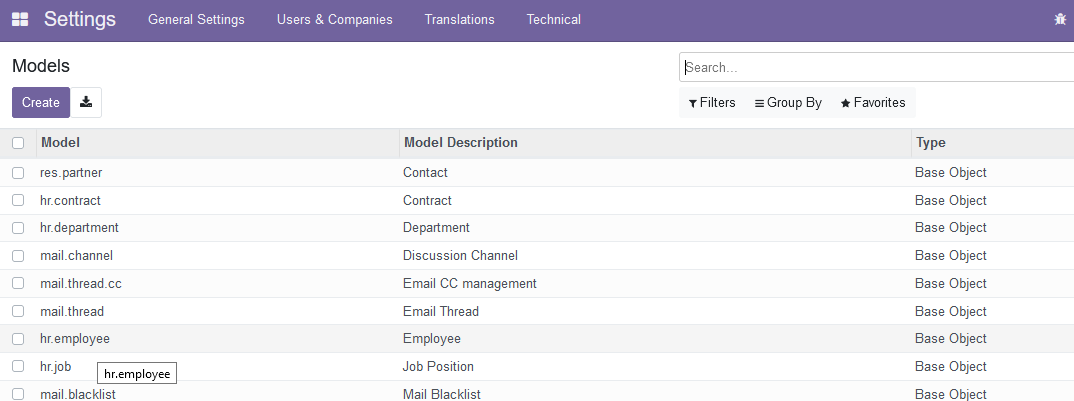 Settings General Settings Users & Companies Translations Technical
Models
Search...
Create
Filters Group By Favorites
Model Model Description Type
res.partner Contact Base Object
hr.contract Contract Base Object
hr.department Department Base Object
mail.channel Discussion Channel Base Object
mail.thread.cc Email CC management Base Object
mail.thread Email Thread Base Object
hr.employee Employee Base Object
hr.job Job Position Base Object
hr.employee
mail.blacklist Mail Blacklist Base Object